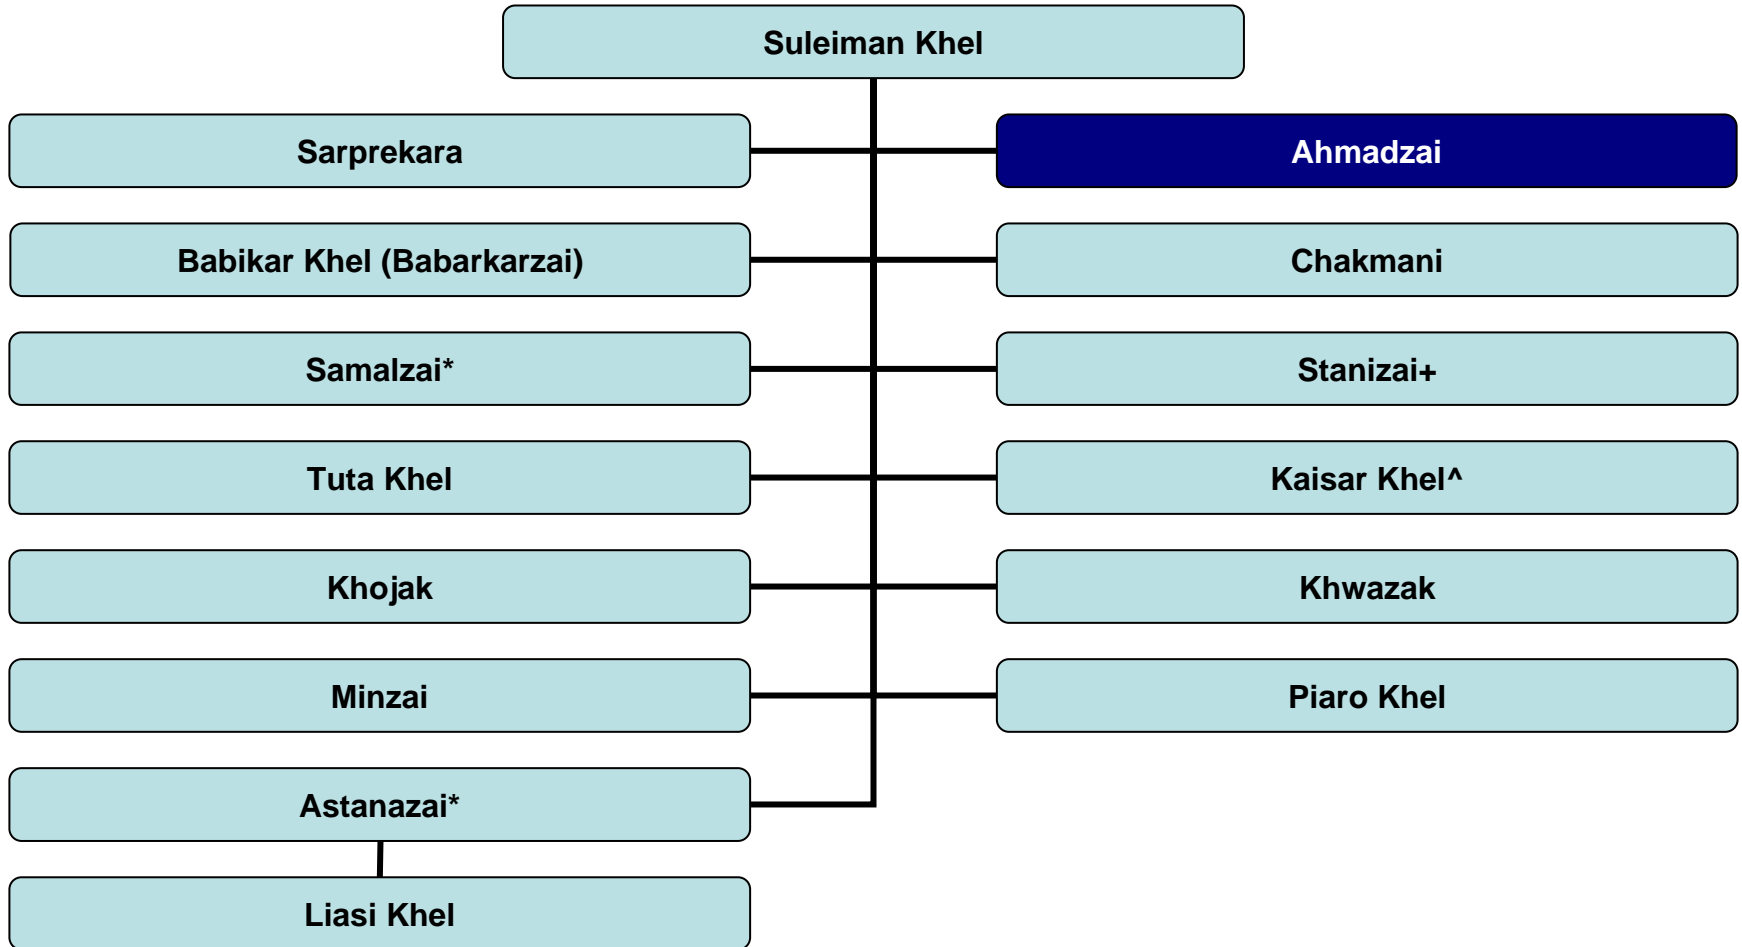 Suleiman Khel
Sarprekara
Ahmadzai
Babikar Khel (Babarkarzai)
Chakmani
Samalzai*
Stanizai+
Tuta Khel
Kaisar Khel^
Khojak
Khwazak
Minzai
Piaro Khel
Astanazai*
Liasi Khel